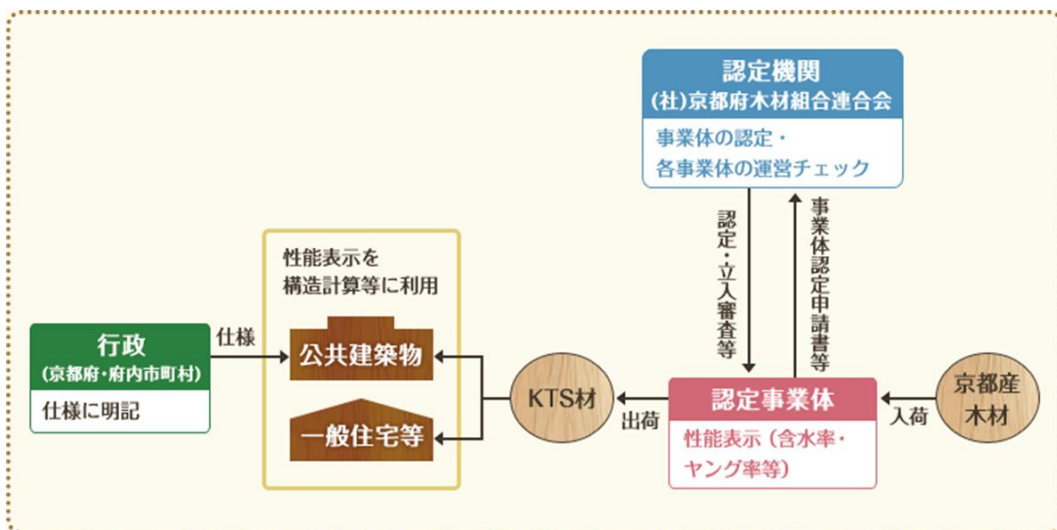 認定機関
(社)京都府木材組合連合会
事業体の認定・
各事業体の運営チェック
認定・立入審査等
事業体認定申請書等
性能表示を
構造計算等に利用
行政
(京都府・府内市町村)
仕様に明記
仕様
公共建築物
一般住宅等
KTS材
出荷
認定事業体
性能表示(含水率・
ヤング率等)
入荷
京都産
木材